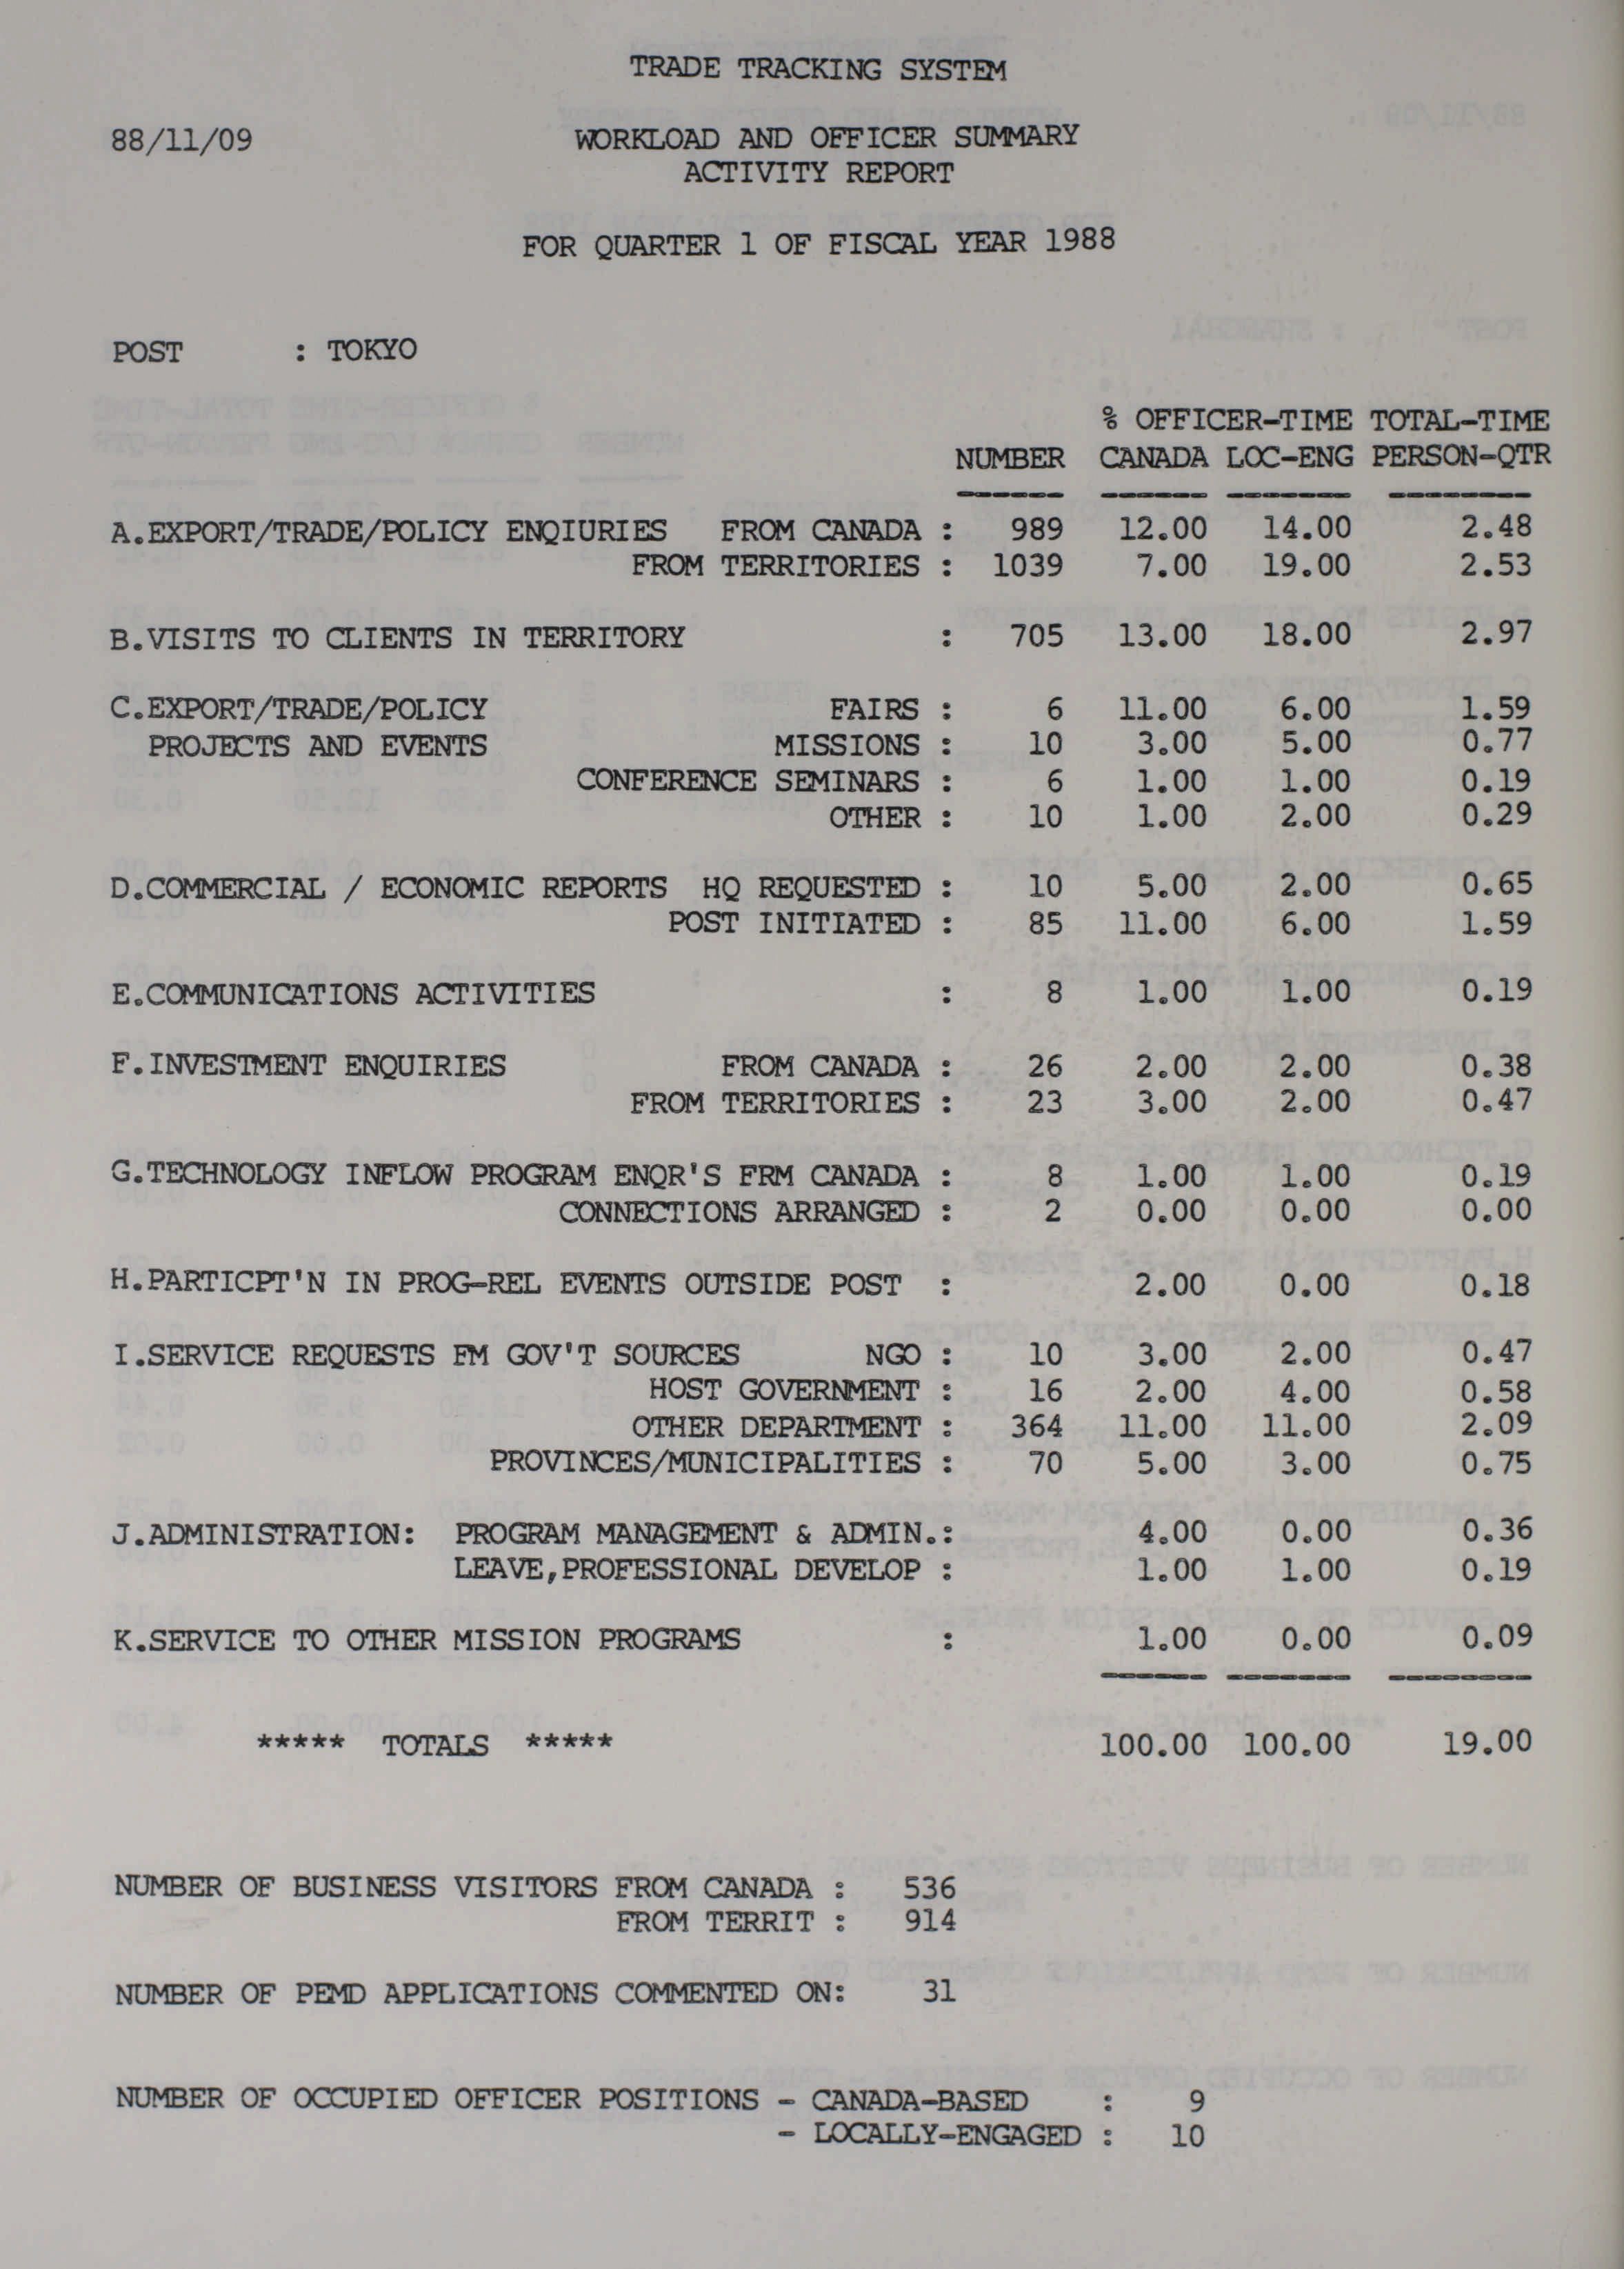 TRADE TRACKING SYSTEM
88/11/09 WORKLOAD AND OFFICER SUMMARY
ACTIVITY REPORT
FOR QUARTER 1 OF FISCAL YEAR 1988
POST : TOKYO
% OFFICER-TIME TOTAL-TIME
NUMBER CANADA LOC-ENG PERSON-QTR
A.EXPORT/TRADE/POLICY ENQIURIES FROM CANADA : 989 12.00 14.00 2.48
FROM TERRITORIES : 1039 7.00 19.00 2.53
B.VISITS TO CLIENTS IN TERRITORY : 705 13.00 18.00 2.97
C.EXPORT/TRADE/POLICY FAIRS : 6 11.00 6.00 1.59
PROJECTS AND EVENTS MISSIONS : 10 3.00 5.00 0.77
CONFERENCE SEMINARS : 6 1.00 1.00 0.19
OTHER : 10 1.00 2.00 0.29
D.COMMERCIAL / ECONOMIC REPORTS HQ REQUESTED : 10 5.00 2.00 0.65
POST INITIATED : 85 11.00 6.00 1.59
E.COMMUNICATIONS ACTIVITIES : 8 1.00 1.00 0.19
F.INVESTMENT ENQUIRIES FROM CANADA : 26 2.00 2.00 0.38
FROM TERRITORIES : 23 3.00 2.00 0.47
G.TECHNOLOGY INFLOW PROGRAM ENQR'S FRM CANADA : 8 1.00 1.00 0.19
CONNECTIONS ARRANGED : 2 0.00 0.00 0.00
H.PARTICPT'N IN PROG-REL EVENTS OUTSIDE POST : 2.00 0.00 0.18
I.SERVICE REQUESTS FM GOV'T SOURCES NGO : 10 3.00 2.00 0.47
HOST GOVERNMENT : 16 2.00 4.00 0.58
OTHER DEPARTMENT : 364 11.00 11.00 2.09
PROVINCES/MUNICIPALITIES : 70 5.00 3.00 0.75
J.ADMINISTRATION: PROGRAM MANAGEMENT & ADMIN.: 4.00 0.00 0.36
LEAVE,PROFESSIONAL DEVELOP : 1.00 1.00 0.19
K.SERVICE TO OTHER MISSION PROGRAMS : 1.00 0.00 0.09
***** TOTALS ***** 100.00 100.00 19.00
NUMBER OF BUSINESS VISITORS FROM CANADA : 536
FROM TERRIT : 914
NUMBER OF PEMD APPLICATIONS COMMENTED ON: 31
NUMBER OF OCCUPIED OFFICER POSITIONS - CANADA-BASED : 9
- LOCALLY-ENGAGED : 10